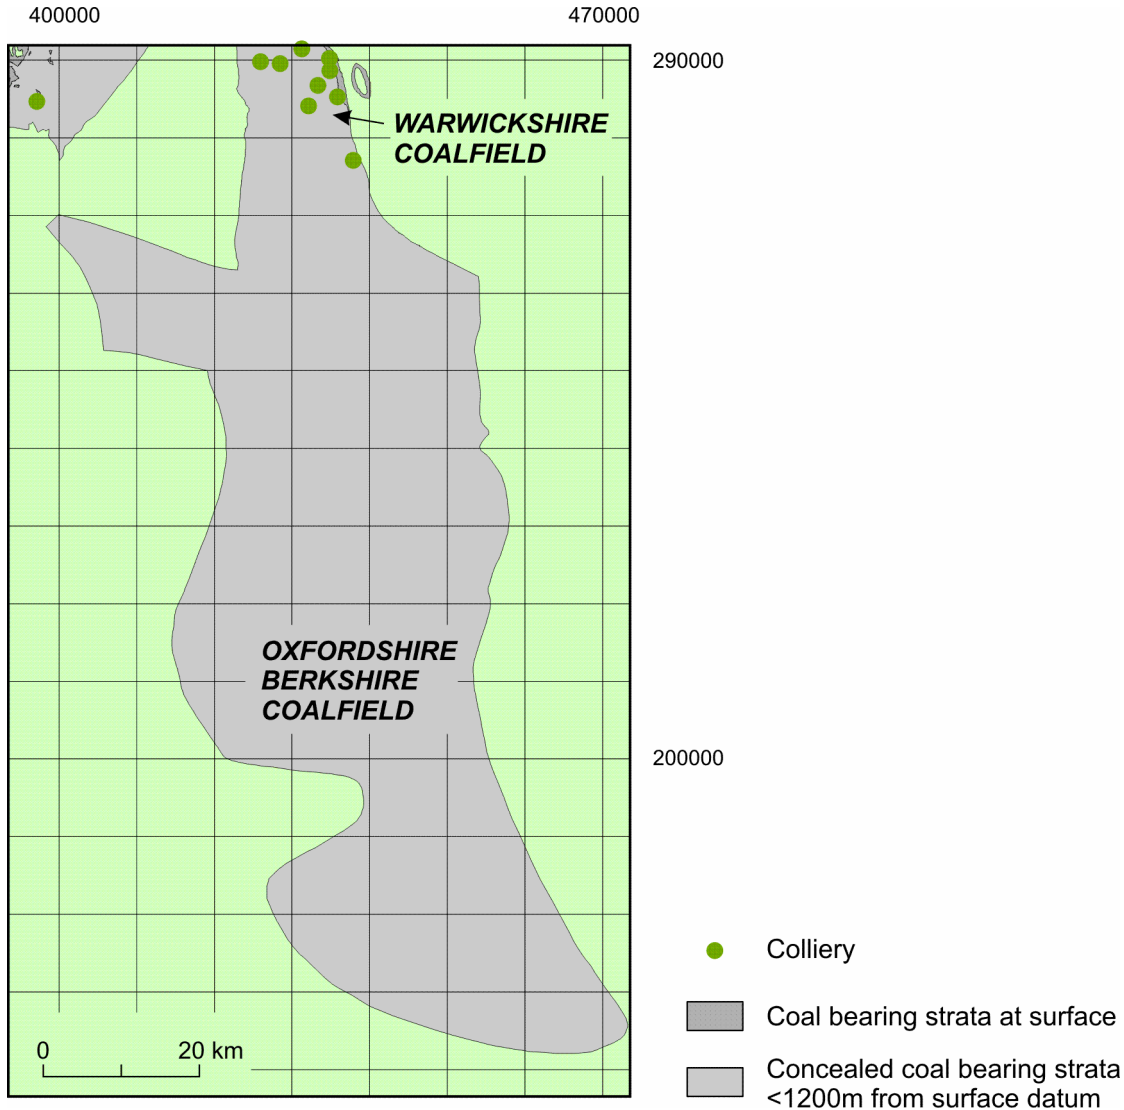 400000
470000
290000
WARWICKSHIRE
COALFIELD
OXFORDSHIRE
BERKSHIRE
COALFIELD
200000
Colliery
Coal bearing strata at surface
0
20 km
Concealed coal bearing strata
<1200m from surface datum